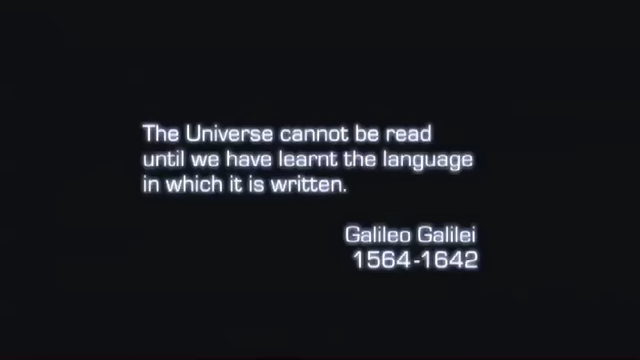 The Universe cannot be read
until we have learnt the language
in which it is written.
Galileo Galilei
1564-1642